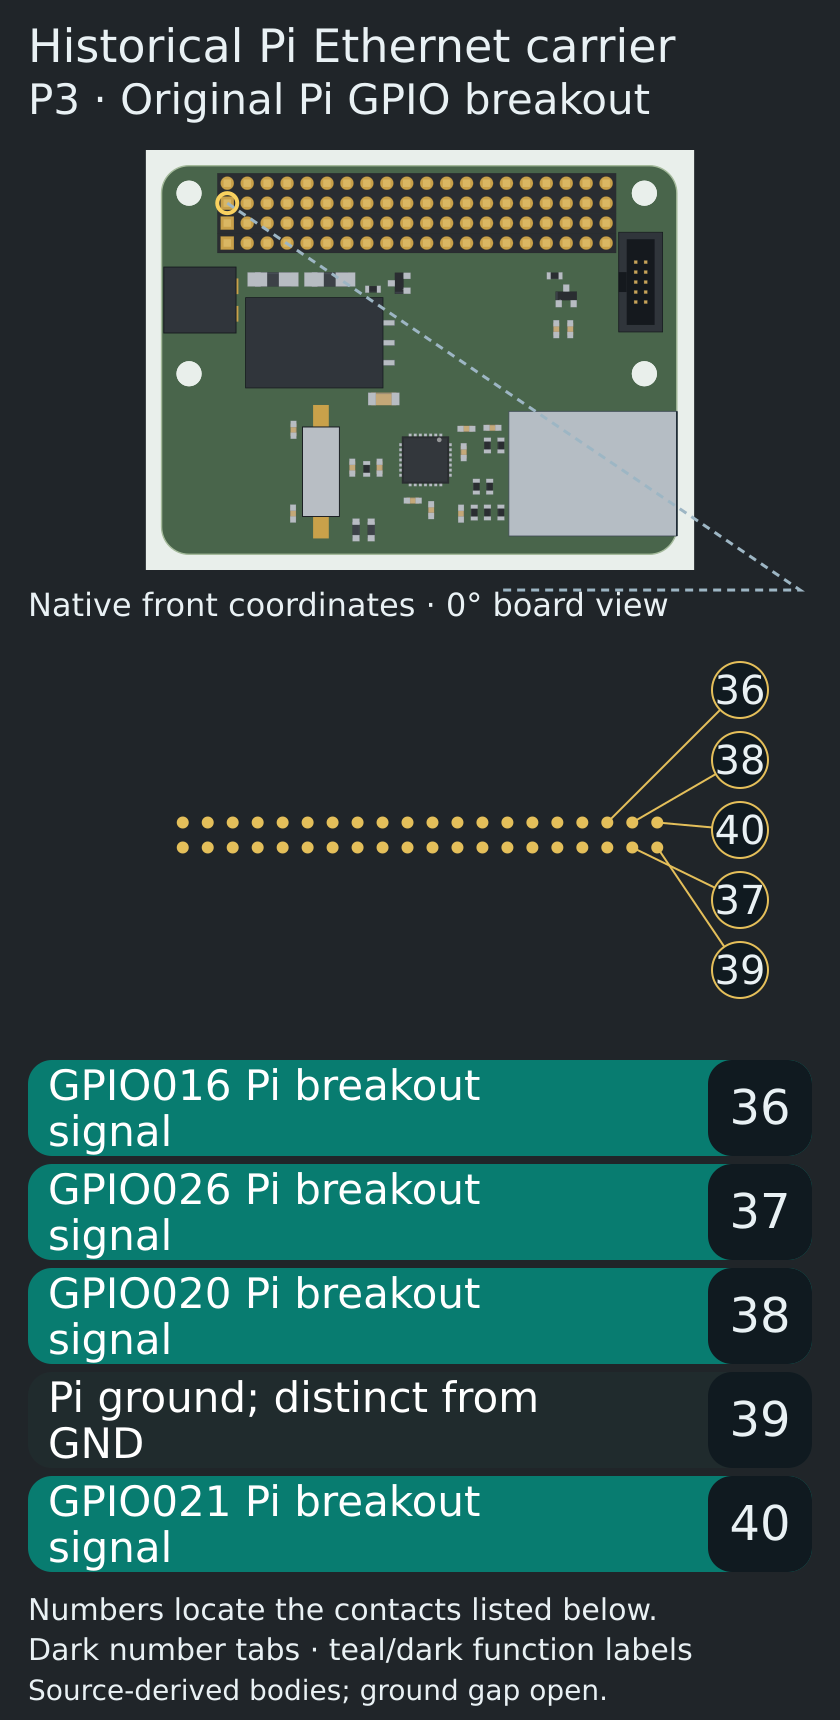 Historical Pi Ethernet carrier
P3 · Original Pi GPIO breakout
Native front coordinates · 0° board view
36
38
40
37
39
GPIO016 Pi breakout
signal
36
GPIO026 Pi breakout
signal
37
GPIO020 Pi breakout
signal
38
Pi ground; distinct from
GND
39
GPIO021 Pi breakout
signal
40
Numbers locate the contacts listed below.
Dark number tabs · teal/dark function labels
Source-derived bodies; ground gap open.